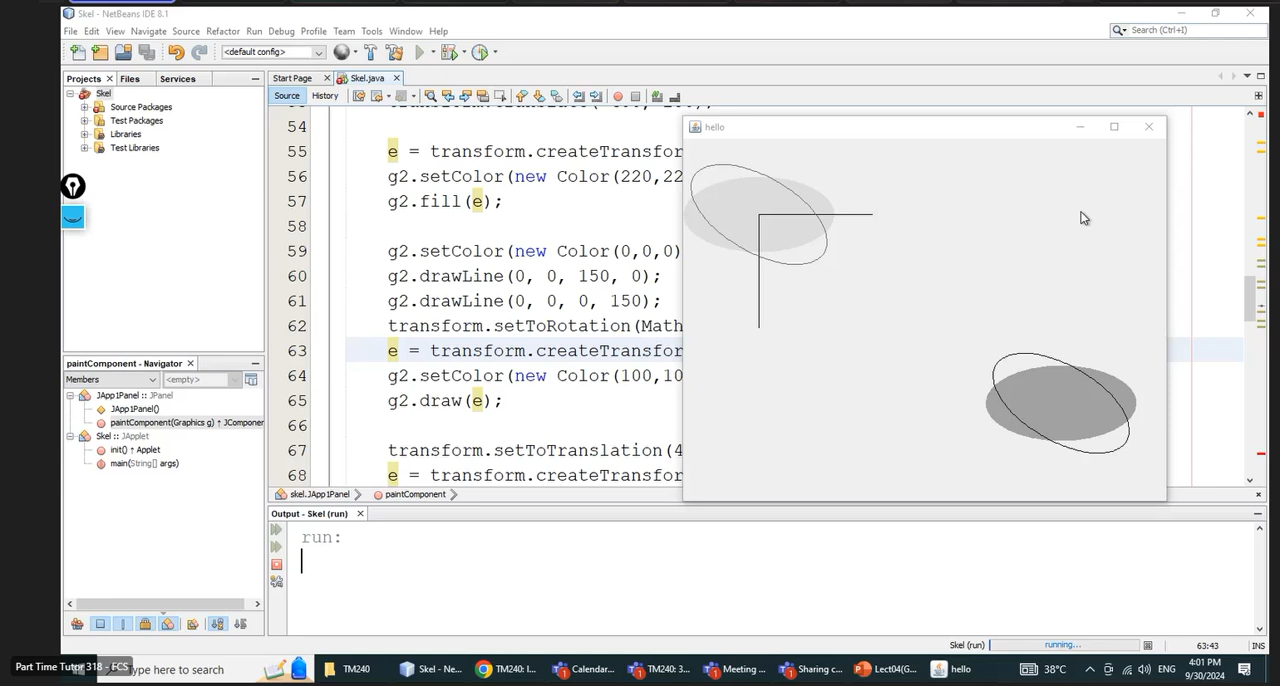 Skel - NetBeans IDE 8.1
File Edit View Navigate Source Refactor Run Debug Profile Team Tools Window Help
Search (Ctrl+I)
<default config>
Projects Files Services
Start Page Skel.java
Skel
Source Packages
Test Packages
Libraries
Test Libraries
Source History
54
55 e = transform.createTransfor
56 g2.setColor(new Color(220,22
57 g2.fill(e);
58
59 g2.setColor(new Color(0,0,0)
60 g2.drawLine(0, 0, 150, 0);
61 g2.drawLine(0, 0, 0, 150);
62 transform.setToRotation(Math
63 e = transform.createTransfor
64 g2.setColor(new Color(100,10
65 g2.draw(e);
66
67 transform.setToTranslation(4
68 e = transform.createTransfor
hello
paintComponent - Navigator
Members <empty>
JApp1Panel :: JPanel
JApp1Panel()
paintComponent(Graphics g) ↑ JComponer
Skel :: JApplet
init() ↑ Applet
main(String[] args)
skel.JApp1Panel paintComponent
Output - Skel (run)
run:
Skel (run) running... 63:43 INS
Part Time Tutor 318 - FCS
Type here to search
TM240
Skel - Ne...
TM240: I...
Calendar...
TM240: 3...
Meeting ...
Sharing c...
Lect04(G...
hello
38°C
ENG
4:01 PM
9/30/2024